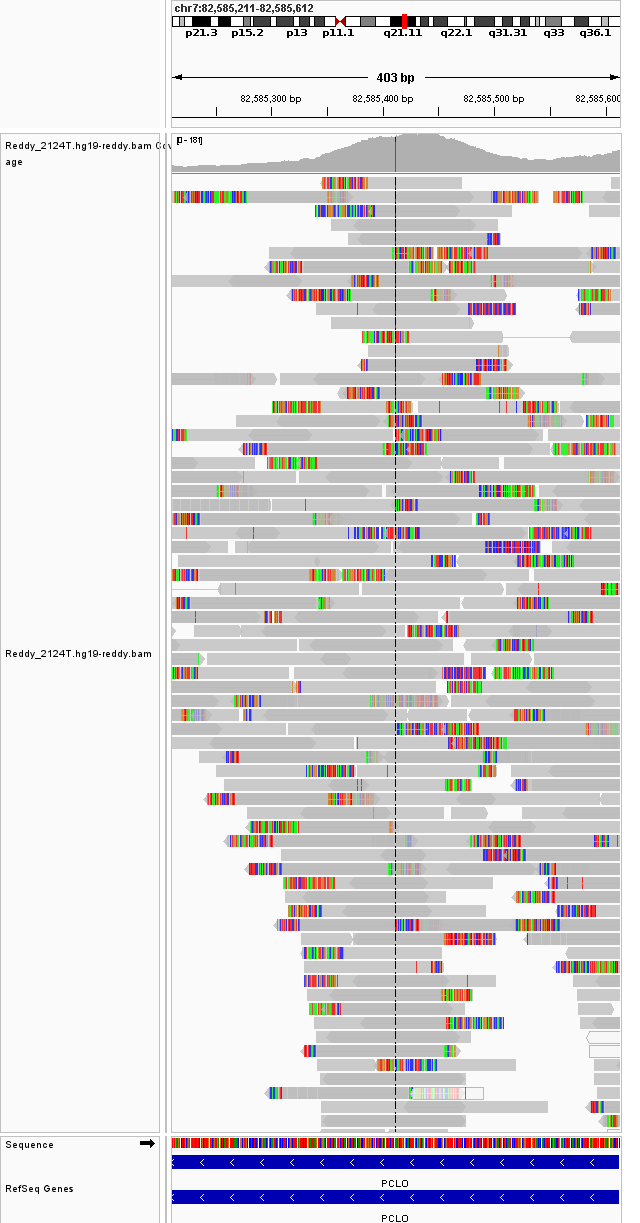 chr7:82,585,211-82,585,612
p21.3 p15.2 p13 p11.1 q21.11 q22.1 q31.31 q33 q36.1
403 bp
82,585,300 bp 82,585,400 bp 82,585,500 bp 82,585,600
Reddy_2124T.hg19-reddy.bam Cov
age
[0 - 181]
Reddy_2124T.hg19-reddy.bam
Sequence
RefSeq Genes
PCLO
PCLO